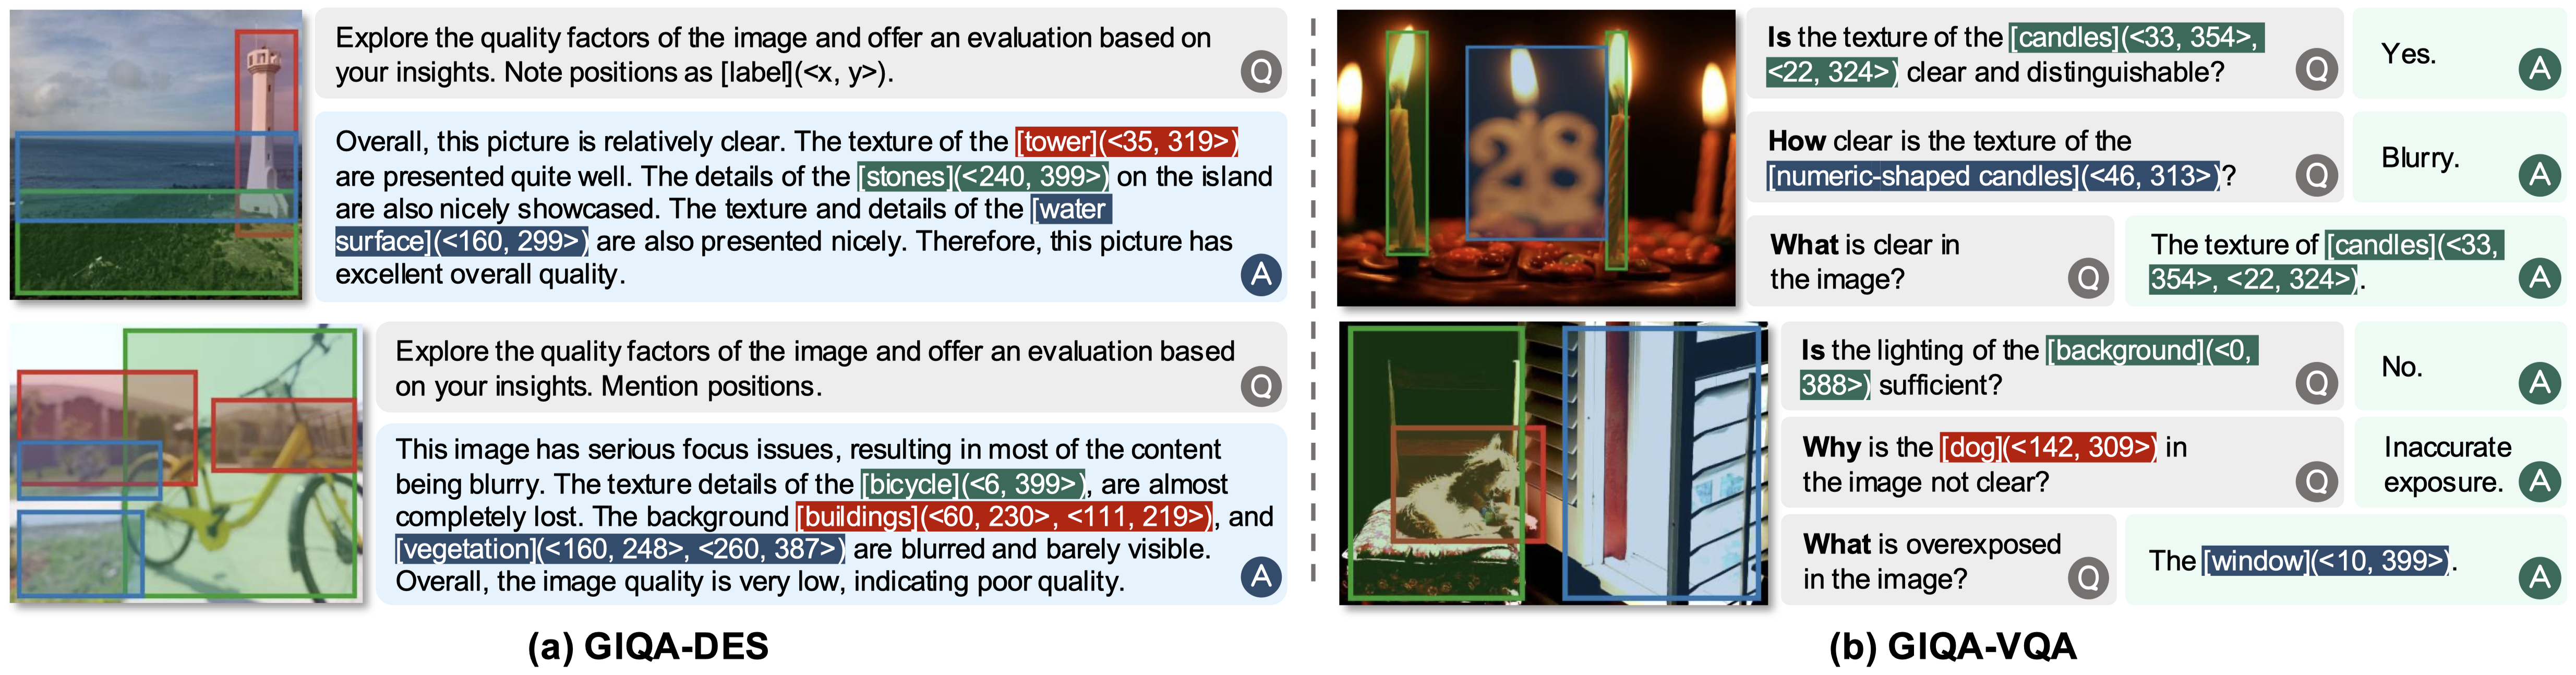 Explore the quality factors of the image and offer an evaluation based on
your insights. Note positions as [label](<x, y>).
Q
Overall, this picture is relatively clear. The texture of the [tower](<35, 319>)
are presented quite well. The details of the [stones](<240, 399>) on the island
are also nicely showcased. The texture and details of the [water
surface](<160, 299>) are also presented nicely. Therefore, this picture has
excellent overall quality.
A
Explore the quality factors of the image and offer an evaluation based
on your insights. Mention positions.
Q
This image has serious focus issues, resulting in most of the content
being blurry. The texture details of the [bicycle](<6, 399>), are almost
completely lost. The background [buildings](<60, 230>, <111, 219>), and
[vegetation](<160, 248>, <260, 387>) are blurred and barely visible.
Overall, the image quality is very low, indicating poor quality.
A
(a) GIQA-DES
28
Is the texture of the [candles](<33, 354>,
<22, 324>) clear and distinguishable?
Q
Yes.
A
How clear is the texture of the
[numeric-shaped candles](<46, 313>)?
Q
Blurry.
A
What is clear in
the image?
Q
The texture of [candles](<33,
354>, <22, 324>).
A
Is the lighting of the [background](<0,
388>) sufficient?
Q
No.
A
Why is the [dog](<142, 309>) in
the image not clear?
Q
Inaccurate
exposure.
A
What is overexposed
in the image?
Q
The [window](<10, 399>).
A
(b) GIQA-VQA